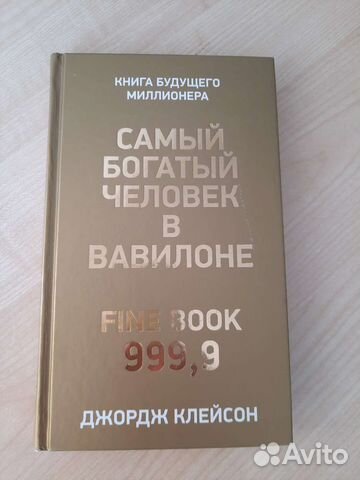 КНИГА БУДУЩЕГО
МИЛЛИОНЕРА
САМЫЙ
БОГАТЫЙ
ЧЕЛОВЕК
В
ВАВИЛОНЕ
FINE BOOK
999,9
ДЖОРДЖ КЛЕЙСОН
Avito